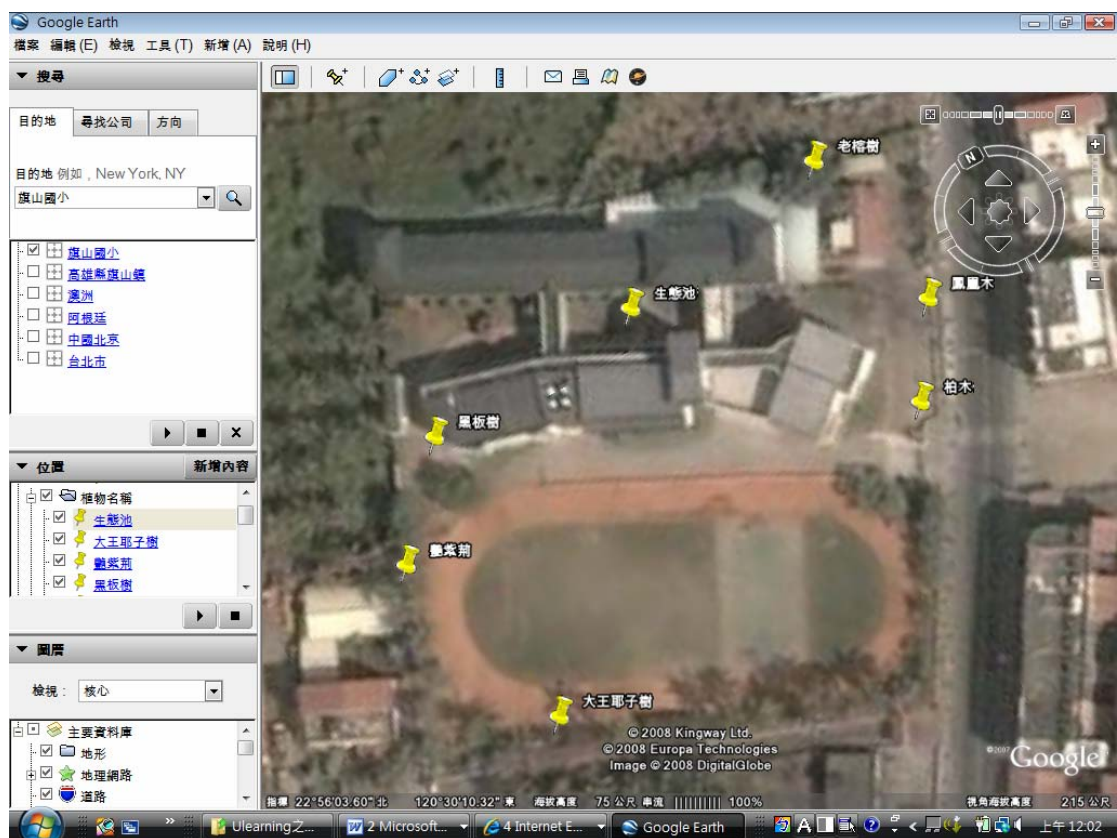 Google Earth
檔案 編輯(E) 檢視 工具(T) 新增(A) 說明(H)
搜尋
目的地 尋找公司 方向
目的地 例如 , New York, NY
旗山國小
旗山國小
高雄縣旗山鎮
澳洲
阿根廷
中國北京
台北市
位置 新增內容
植物名稱
生態池
大王耶子樹
豔紫荊
黑板樹
圖層
檢視 : 核心
主要資料庫
地形
地理網路
道路
老榕樹
N
生態池
鳳凰木
柏木
黑板樹
豔紫荊
大王耶子樹
© 2008 Kingway Ltd.
© 2008 Europa Technologies
Image © 2008 DigitalGlobe
©2007 Google
指標 22°56'03.60" 北 120°30'10.32" 東 海拔高度 75 公尺 串流 |||||||||| 100% 視角海拔高度 215 公尺
Ulearning之... 2 Microsoft... 4 Internet E... Google Earth A 上午 12:02